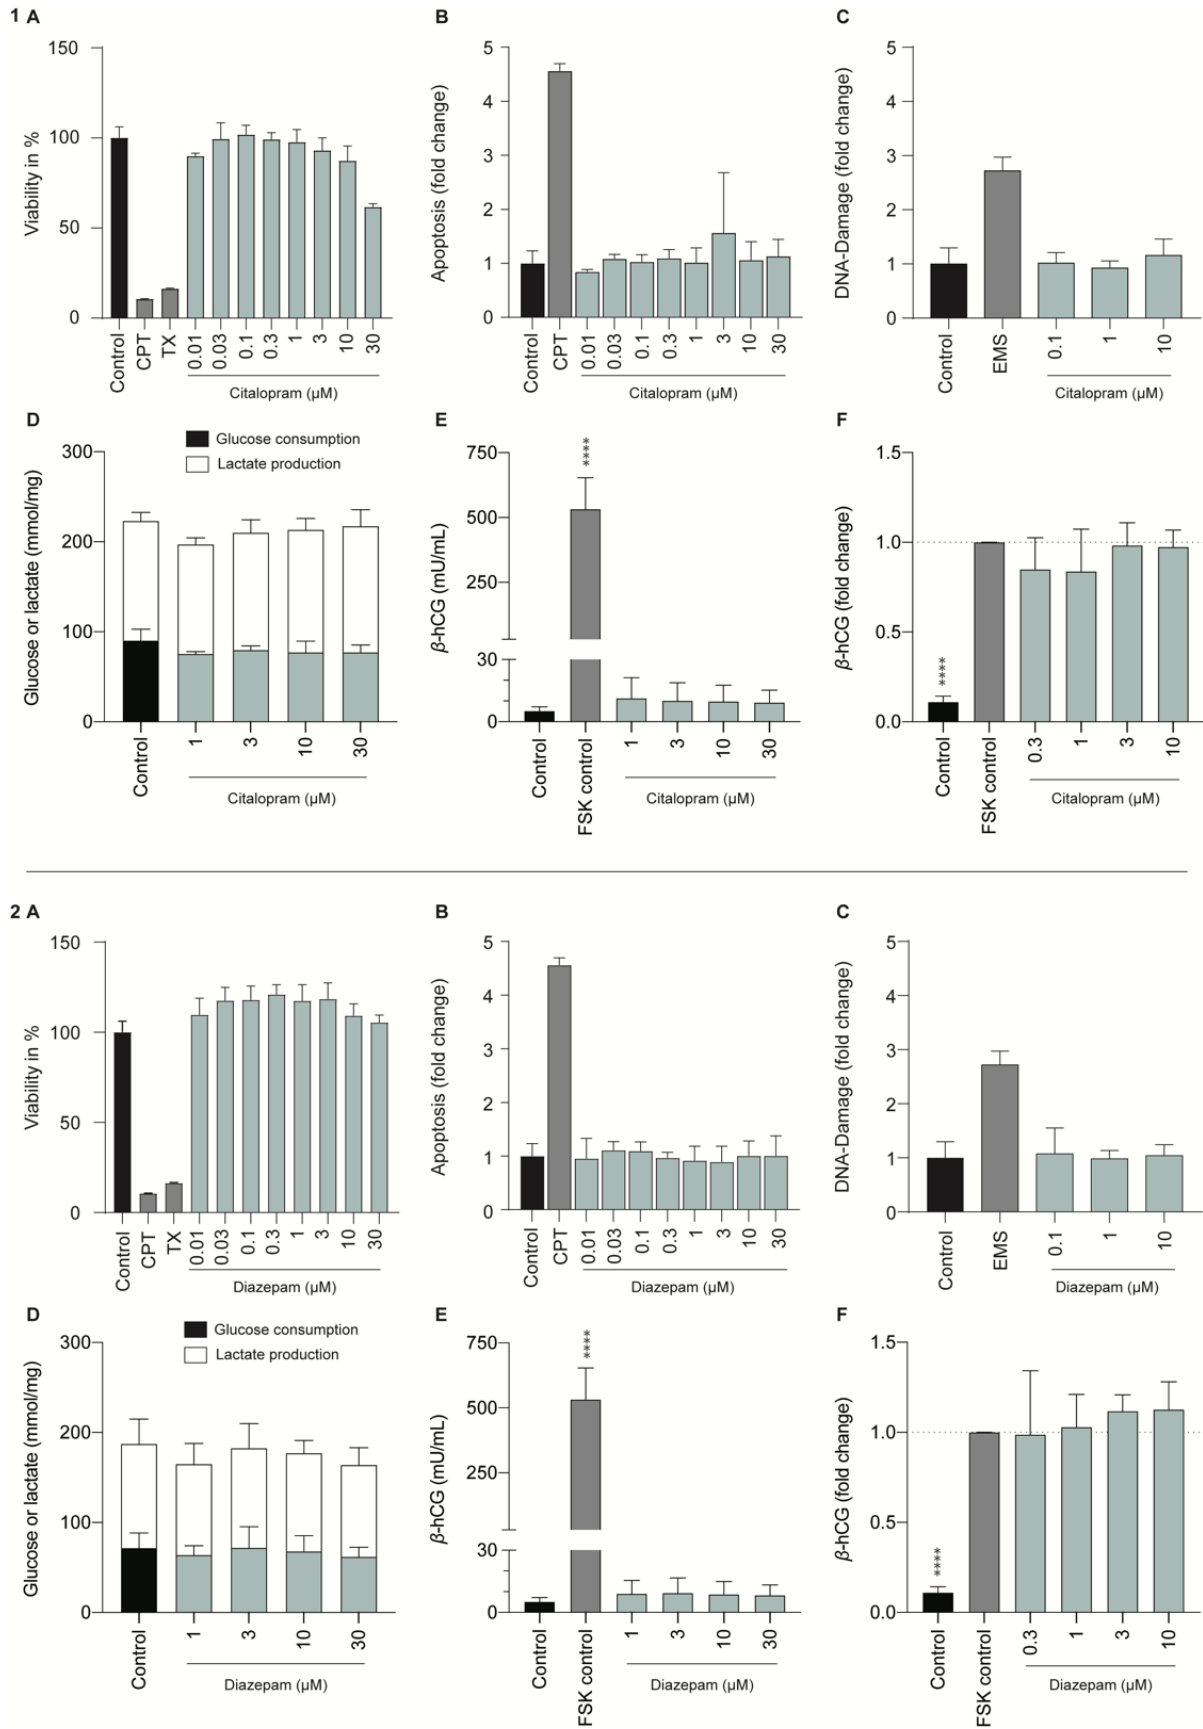 1 A
Viability in %
150
100
50
0
Control
CPT
TX
0.01
0.03
0.1
0.3
1
3
10
30
Citalopram (µM)
B
Apoptosis (fold change)
5
4
3
2
1
0
Control
CPT
0.01
0.03
0.1
0.3
1
3
10
30
Citalopram (µM)
C
DNA-Damage (fold change)
5
4
3
2
1
0
Control
EMS
0.1
1
10
Citalopram (µM)
D
Glucose consumption
Lactate production
Glucose or lactate (mmol/mg)
300
200
100
0
Control
1
3
10
30
Citalopram (µM)
E
β-hCG (mU/mL)
750
500
250
30
0
****
Control
FSK control
1
3
10
30
Citalopram (µM)
F
β-hCG (fold change)
1.5
1.0
0.5
0.0
****
Control
FSK control
0.3
1
3
10
Citalopram (µM)
2 A
Viability in %
150
100
50
0
Control
CPT
TX
0.01
0.03
0.1
0.3
1
3
10
30
Diazepam (µM)
B
Apoptosis (fold change)
5
4
3
2
1
0
Control
CPT
0.01
0.03
0.1
0.3
1
3
10
30
Diazepam (µM)
C
DNA-Damage (fold change)
5
4
3
2
1
0
Control
EMS
0.1
1
10
Diazepam (µM)
D
Glucose consumption
Lactate production
Glucose or lactate (mmol/mg)
300
200
100
0
Control
1
3
10
30
Diazepam (µM)
E
β-hCG (mU/mL)
750
500
250
30
0
****
Control
FSK control
1
3
10
30
Diazepam (µM)
F
β-hCG (fold change)
1.5
1.0
0.5
0.0
****
Control
FSK control
0.3
1
3
10
Diazepam (µM)